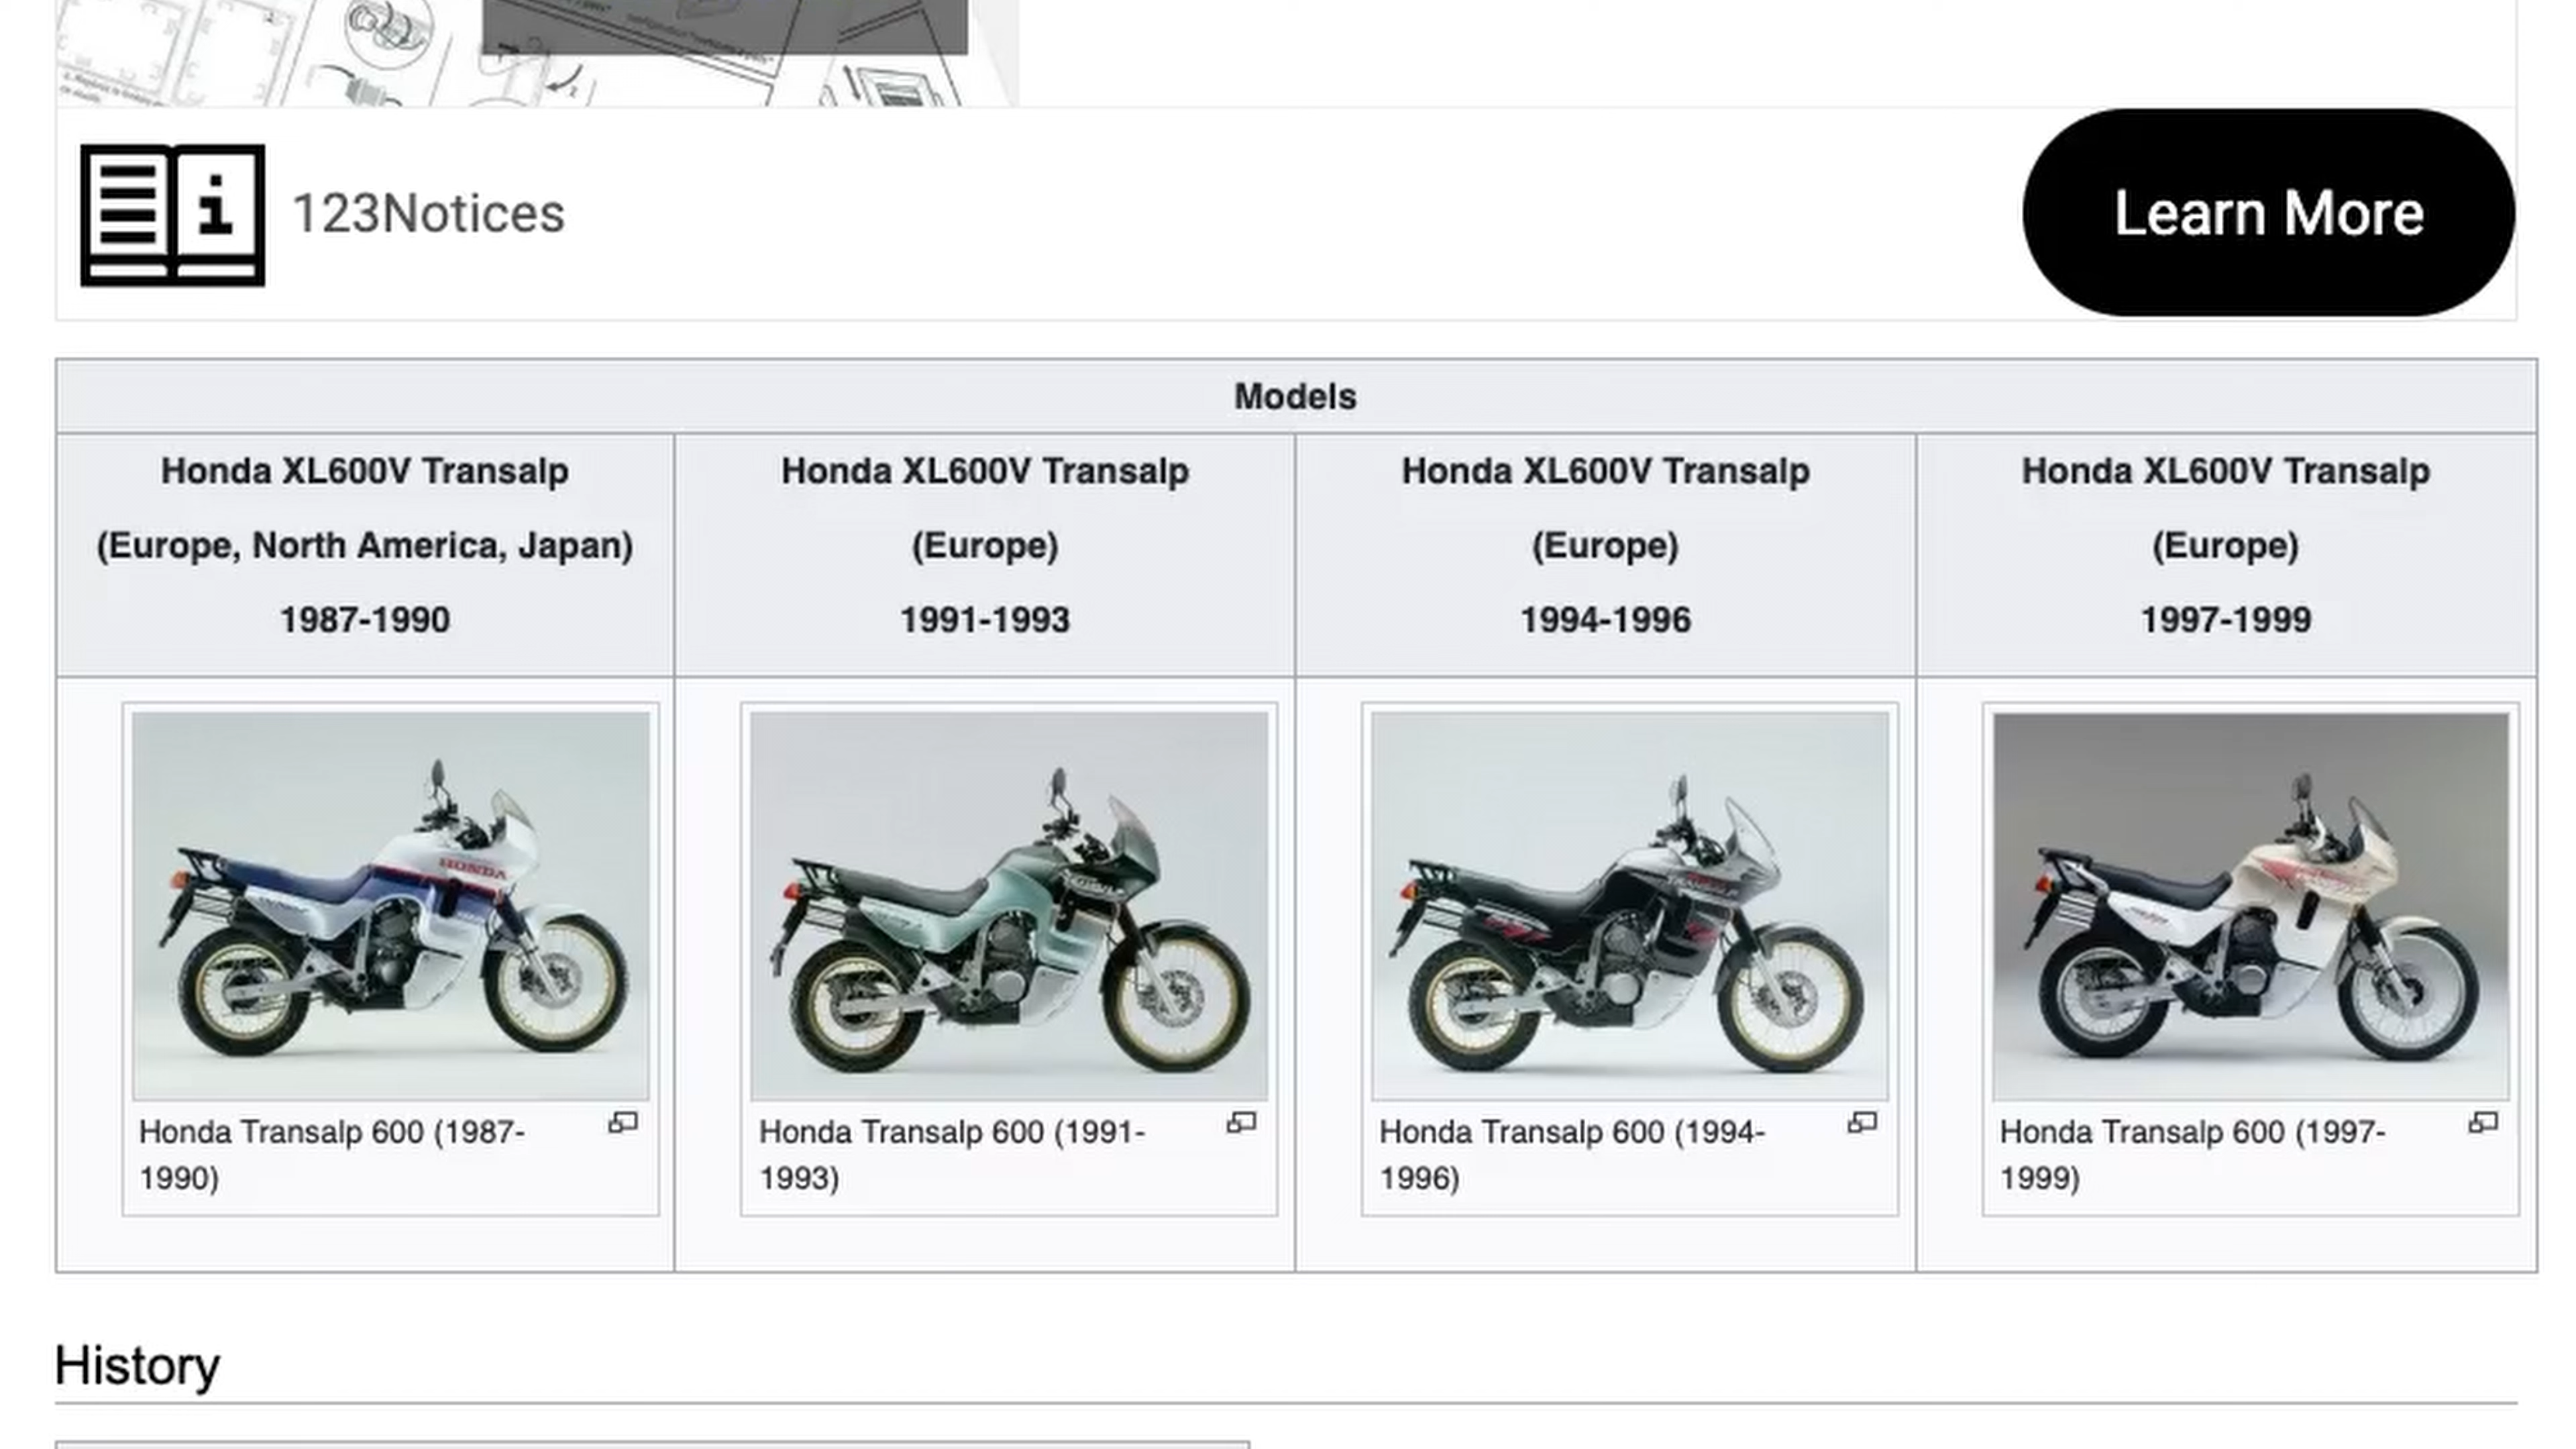 123Notices
Learn More
Models
Honda XL600V Transalp
(Europe, North America, Japan)
1987-1990
Honda XL600V Transalp
(Europe)
1991-1993
Honda XL600V Transalp
(Europe)
1994-1996
Honda XL600V Transalp
(Europe)
1997-1999
HONDA
Honda Transalp 600 (1987-
1990)
Honda Transalp 600 (1991-
1993)
Honda Transalp 600 (1994-
1996)
Honda Transalp 600 (1997-
1999)
History